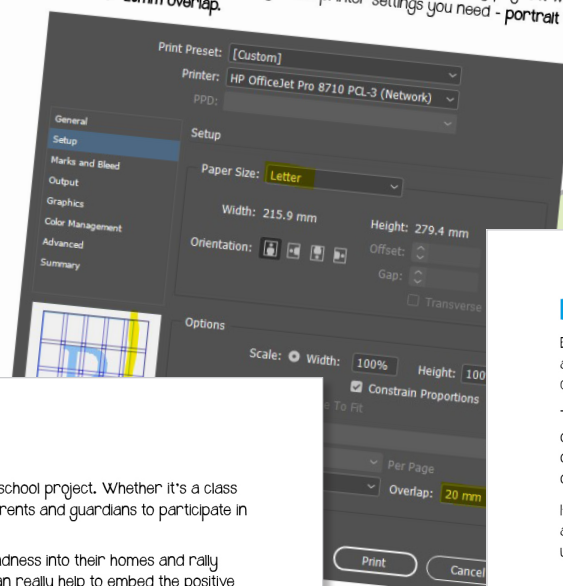 printer settings you need - portrait
20mm overlap.
Print Preset: [Custom]
Printer: HP OfficeJet Pro 8710 PCL-3 (Network)
PPD:
General
Setup
Marks and Bleed
Output
Graphics
Color Management
Advanced
Summary
Setup
Paper Size: Letter
Width: 215.9 mm Height: 279.4 mm
Orientation: Offset:
Gap:
Transverse
Options
Scale: Width: 100% Height: 100
Constrain Proportions
To Fit
Per Page
Overlap: 20 mm
Print Cancel
school project. Whether it's a class
rents and guardians to participate in
dness into their homes and rally
an really help to embed the positive